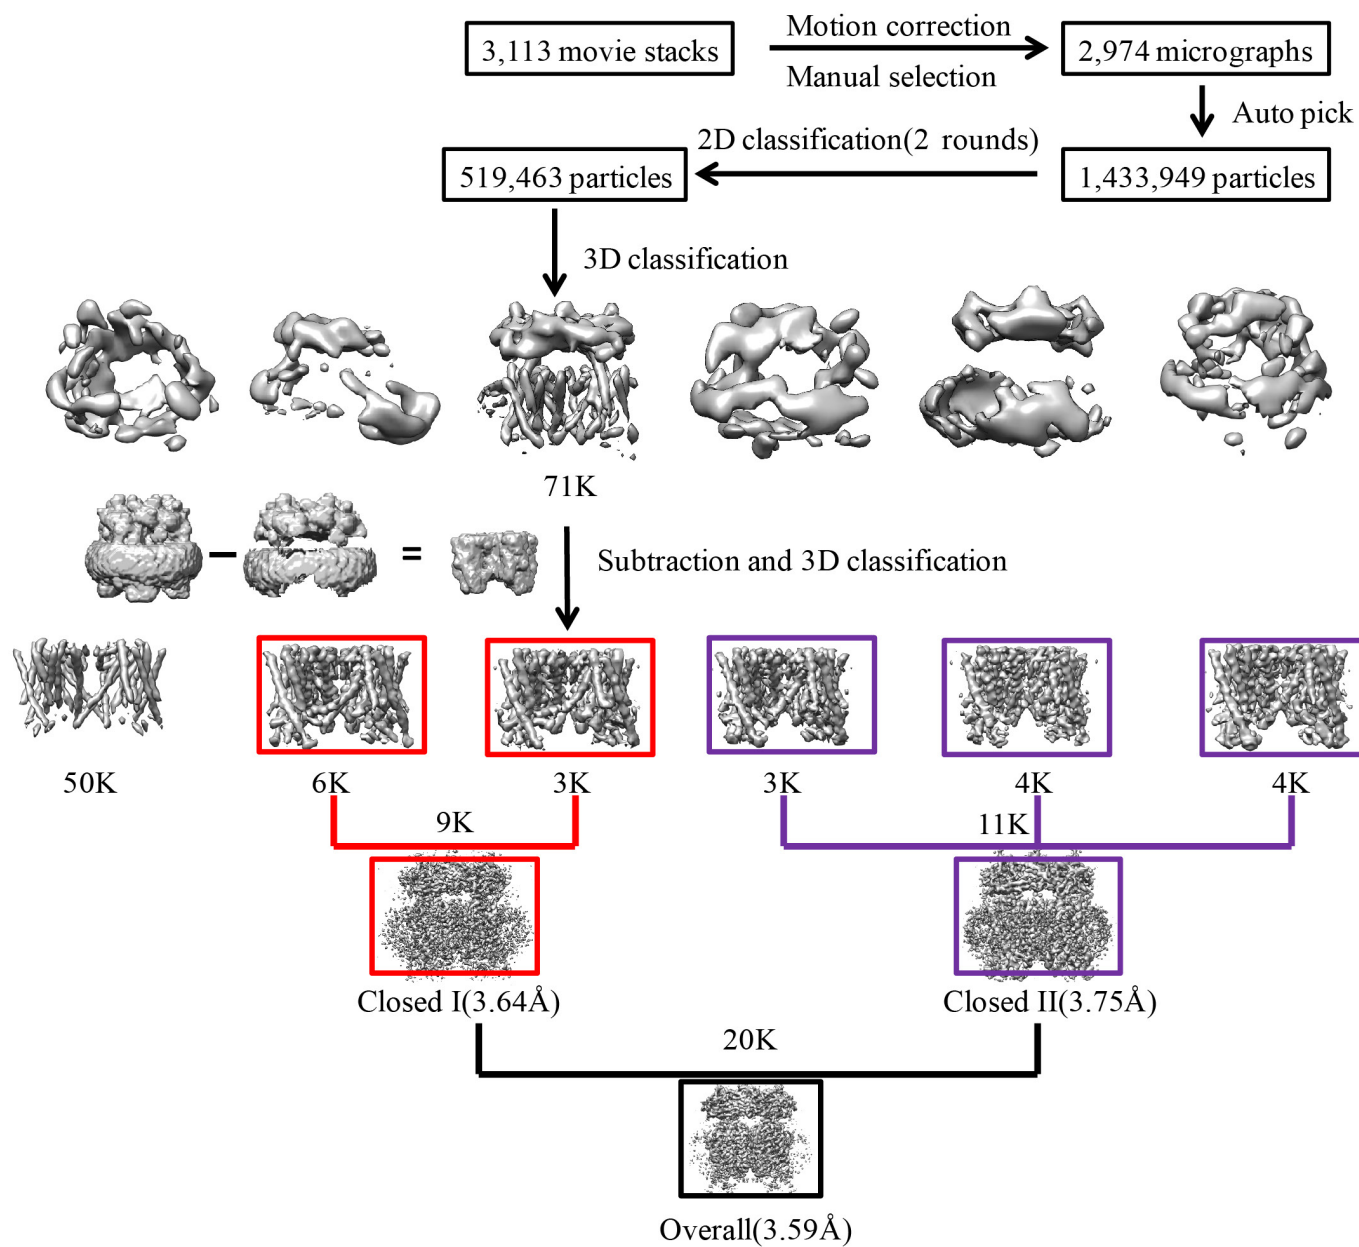 Motion correction
3,113 movie stacks
2,974 micrographs
Manual selection
Auto pick
2D classification(2 rounds)
519,463 particles
1,433,949 particles
3D classification
71K
− =
Subtraction and 3D classification
50K
6K
3K
3K
4K
4K
9K
11K
Closed I(3.64Å)
Closed II(3.75Å)
20K
Overall(3.59Å)